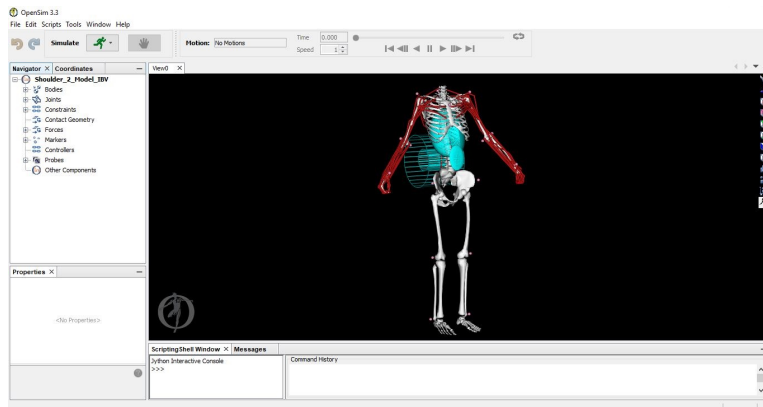 OpenSim 3.3
File Edit Scripts Tools Window Help
Simulate
Motion: No Motions
Time 0.000
Speed 1
Navigator × Coordinates
Shoulder_2_Model_IBV
Bodies
Joints
Constraints
Contact Geometry
Forces
Markers
Controllers
Probes
Other Components
View0 ×
Properties ×
<No Properties>
ScriptingShell Window × Messages
Jython Interactive Console
>>>
Command History